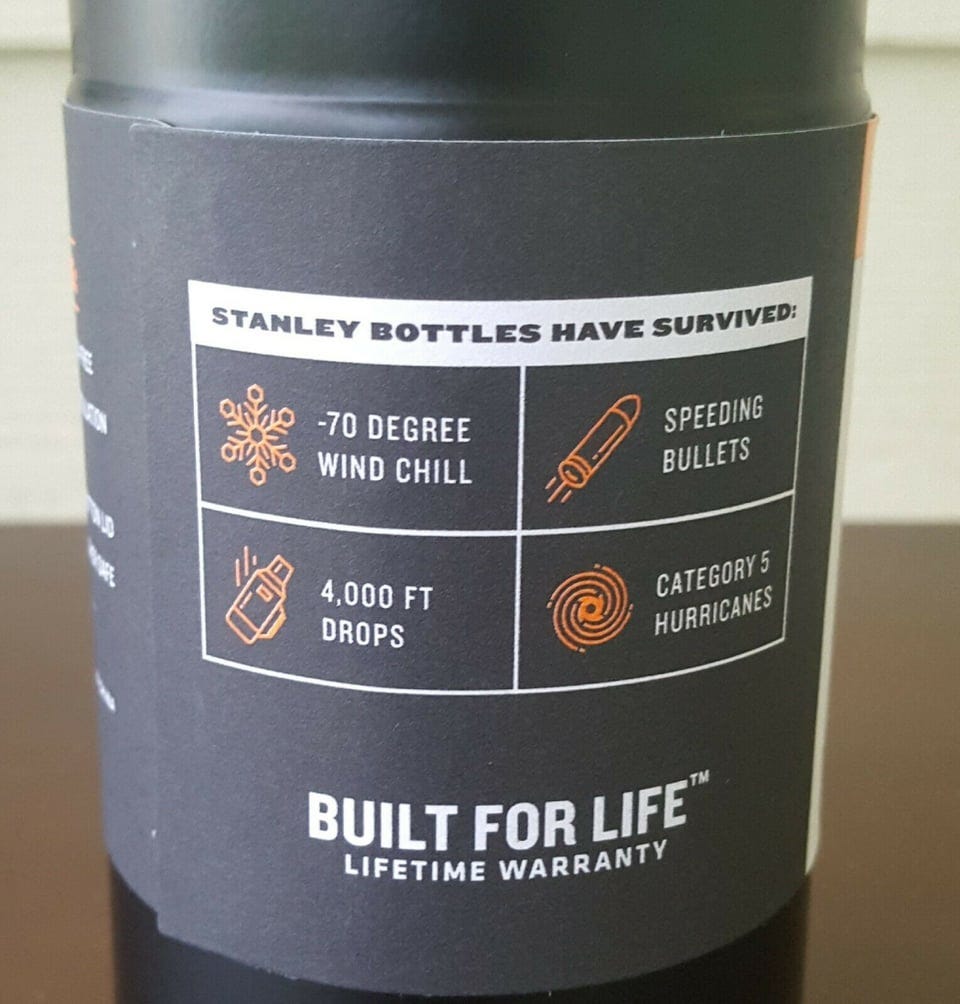 STANLEY BOTTLES HAVE SURVIVED:
-70 DEGREE
WIND CHILL
SPEEDING
BULLETS
4,000 FT
DROPS
CATEGORY 5
HURRICANES
BUILT FOR LIFE™
LIFETIME WARRANTY